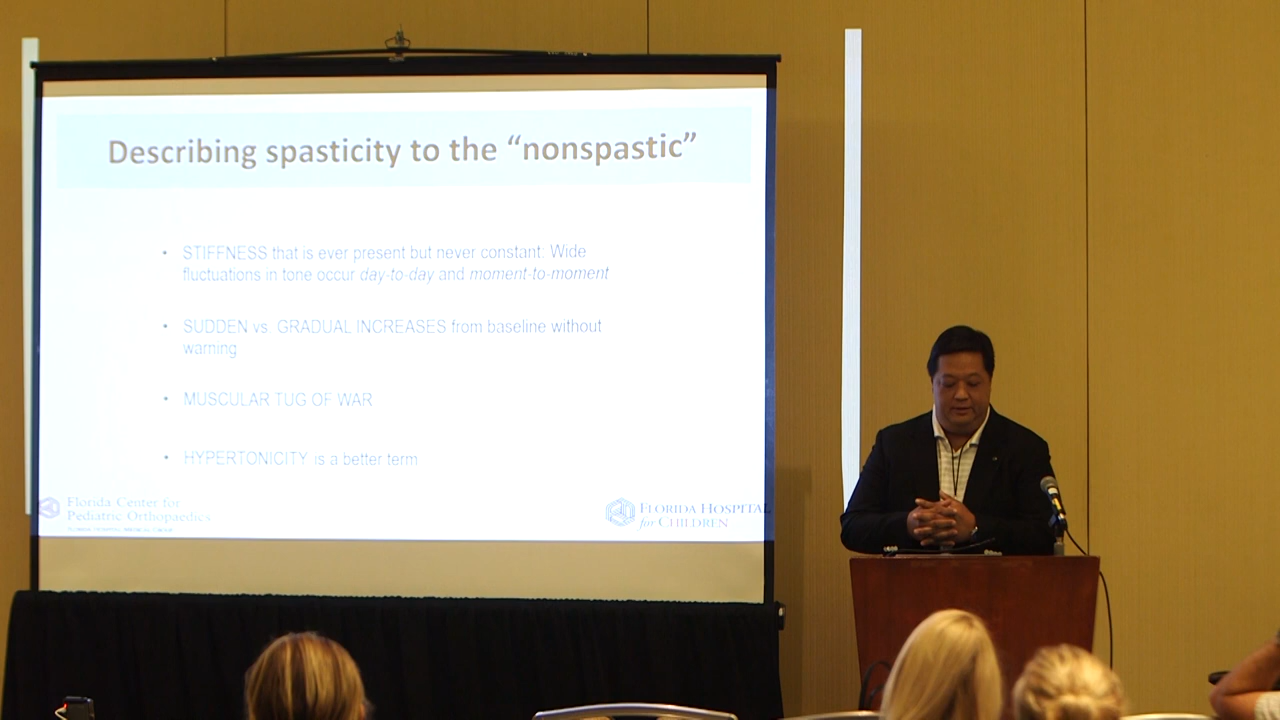 Describing spasticity to the “nonspastic”
• STIFFNESS that is ever present but never constant: Wide
fluctuations in tone occur day-to-day and moment-to-moment
• SUDDEN vs. GRADUAL INCREASES from baseline without
warning
• MUSCULAR TUG OF WAR
• HYPERTONICITY is a better term
Florida Center for
Pediatric Orthopaedics
FLORIDA HOSPITAL
for CHILDREN